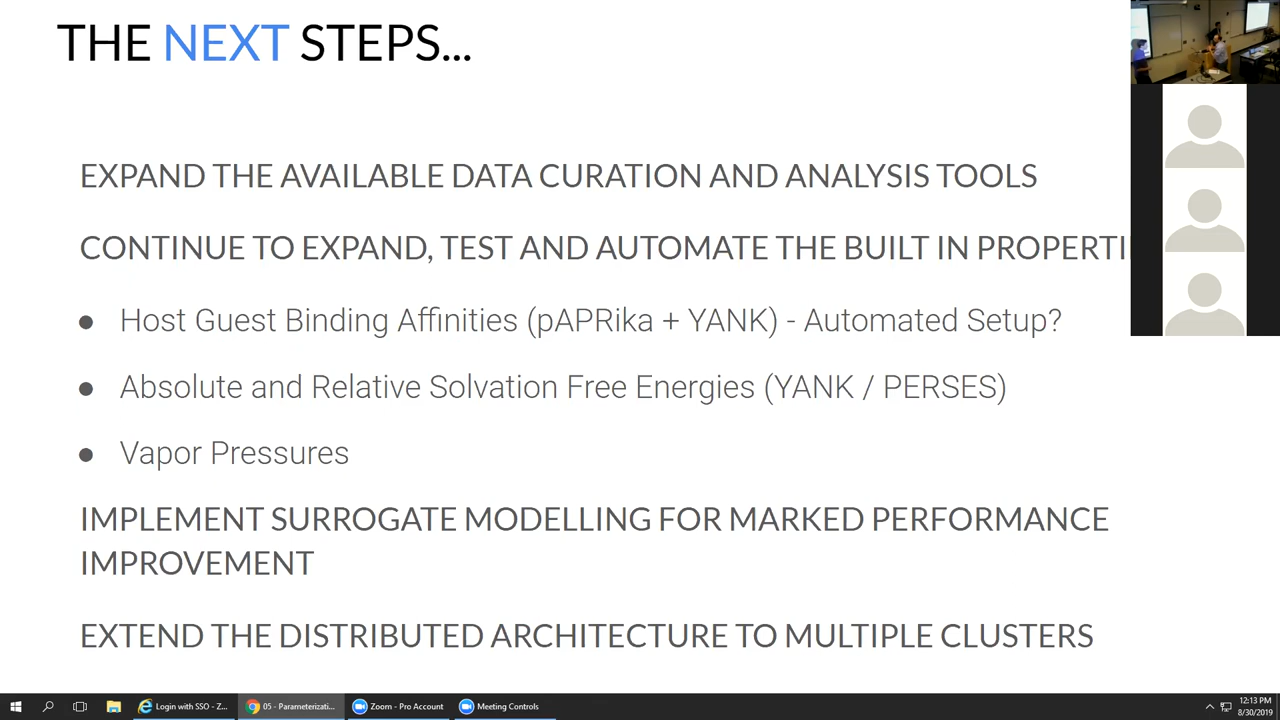 THE NEXT STEPS...
EXPAND THE AVAILABLE DATA CURATION AND ANALYSIS TOOLS
CONTINUE TO EXPAND, TEST AND AUTOMATE THE BUILT IN PROPERTI
● Host Guest Binding Affinities (pAPRika + YANK) - Automated Setup?
● Absolute and Relative Solvation Free Energies (YANK / PERSES)
● Vapor Pressures
IMPLEMENT SURROGATE MODELLING FOR MARKED PERFORMANCE
IMPROVEMENT
EXTEND THE DISTRIBUTED ARCHITECTURE TO MULTIPLE CLUSTERS
Login with SSO - Z...
05 - Parameterizati...
Zoom - Pro Account
Meeting Controls
12:13 PM
8/30/2019